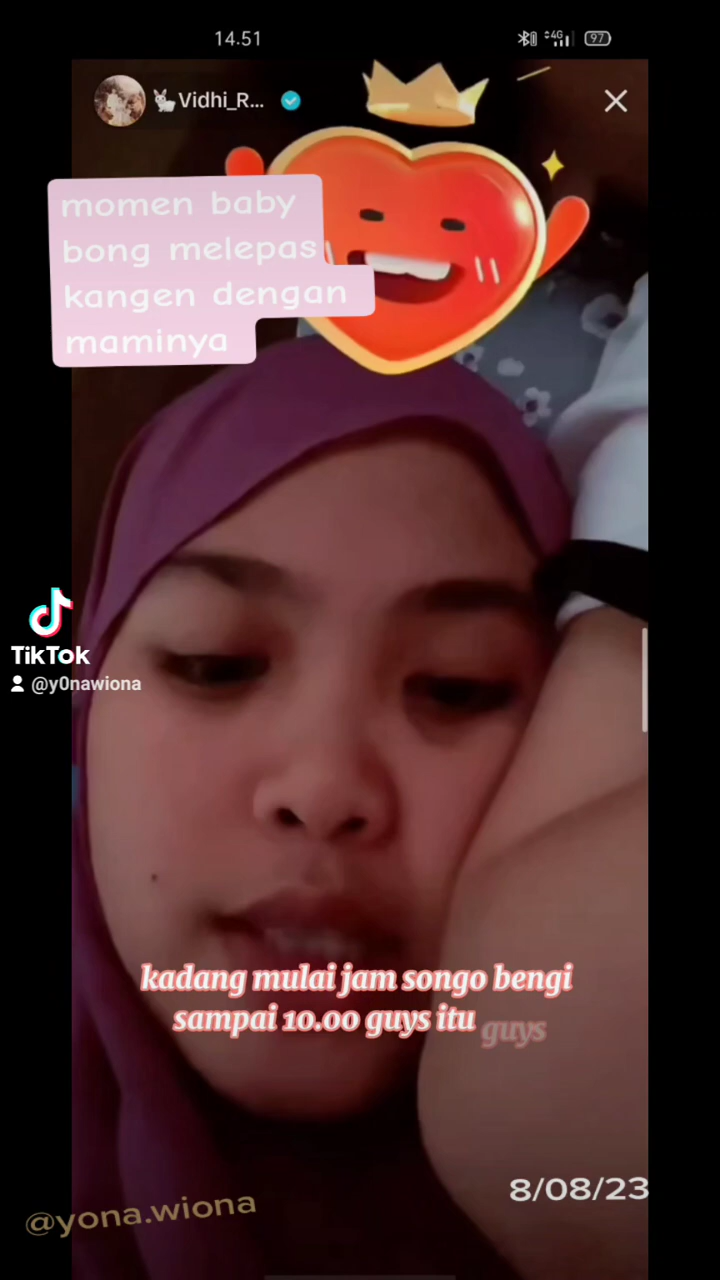 14.51
4G
97
Vidhi_R...
momen baby
bong melepas
kangen dengan
maminya
TikTok
@y0nawiona
kadang mulai jam songo bengi
sampai 10.00 guys itu guys
8/08/23
@yona.wiona